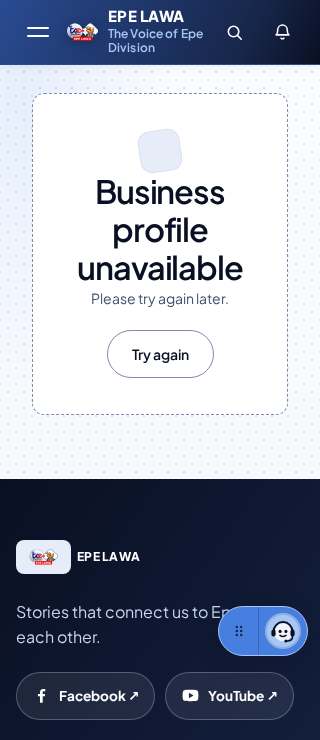 EPE LAWA
The Voice of Epe
Division
Business
profile
unavailable
Please try again later.
Try again
EPE LAWA
Stories that connect us to
each other.
Facebook ↗
YouTube ↗